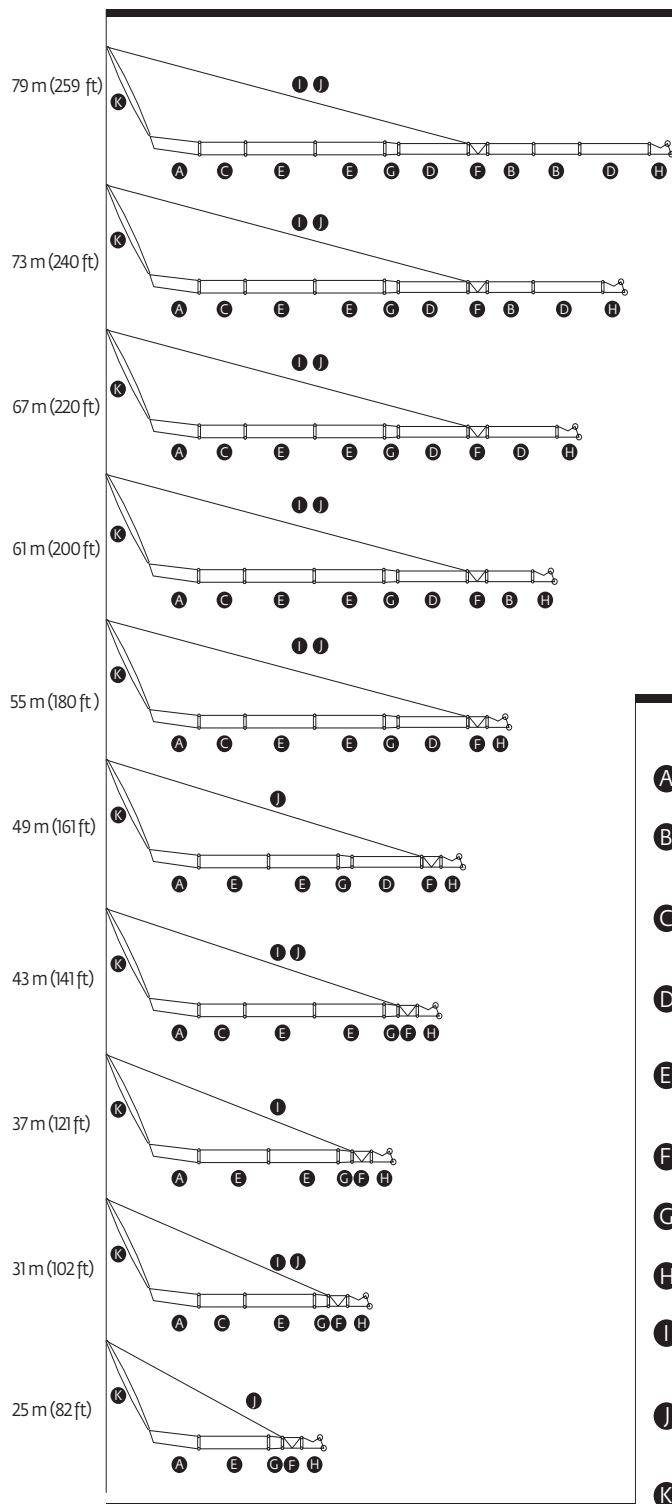 I J
79 m (259 ft)
K
A C E E G D F B B D H
I J
K
73 m (240 ft)
A C E E G D F B D H
I J
K
67 m (220 ft)
A C E E G D F D H
I J
K
61 m (200 ft)
A C E E G D F B H
I J
K
55 m (180 ft)
A C E E G D F H
J
K
49 m (161 ft)
A E E G D F H
I J
K
43 m (141 ft)
A C E E G F H
I
K
37 m (121 ft)
A E E G F H
I J
K
31 m (102 ft)
A C E G F H
J
K
25 m (82 ft)
A E G F H
A
B
C
D
E
F
G
H
I
J
K